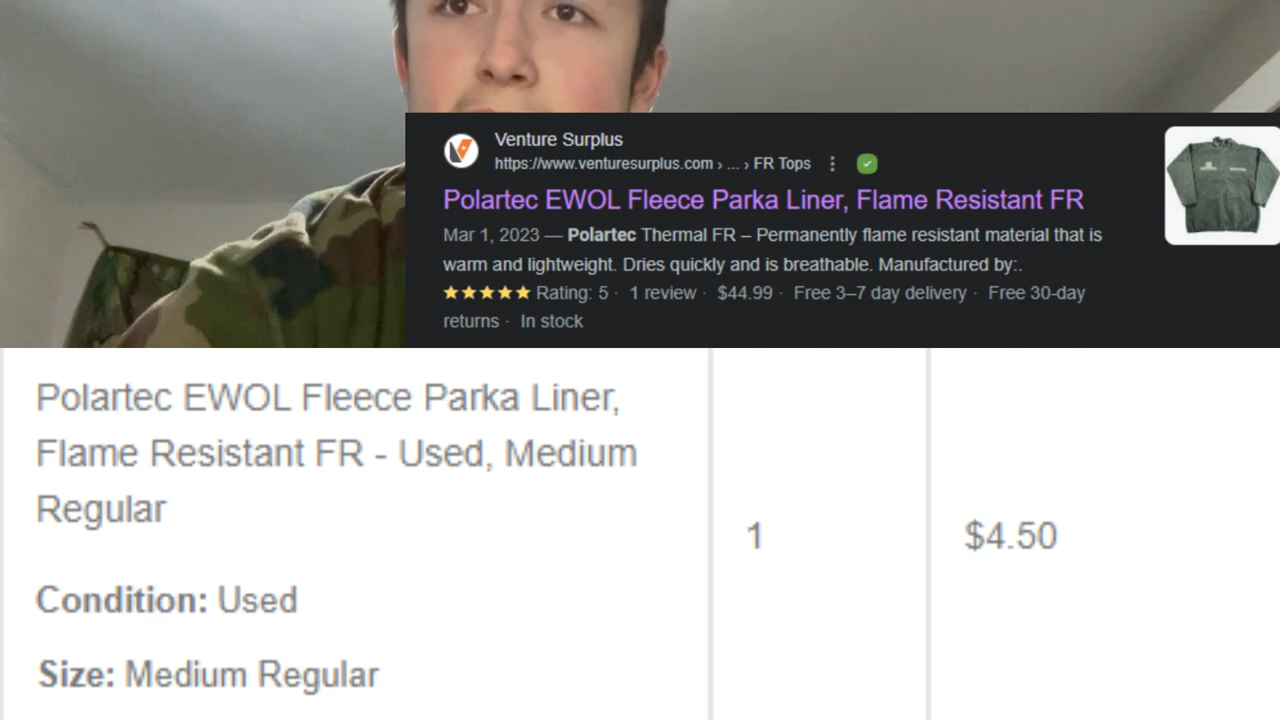 Venture Surplus
https://www.venturesurplus.com › ... › FR Tops
Polartec EWOL Fleece Parka Liner, Flame Resistant FR
Mar 1, 2023 — Polartec Thermal FR – Permanently flame resistant material that is
warm and lightweight. Dries quickly and is breathable. Manufactured by:.
Rating: 5 · 1 review · $44.99 · Free 3–7 day delivery · Free 30-day
returns · In stock
Polartec EWOL Fleece Parka Liner,
Flame Resistant FR - Used, Medium
Regular
1
$4.50
Condition: Used
Size: Medium Regular